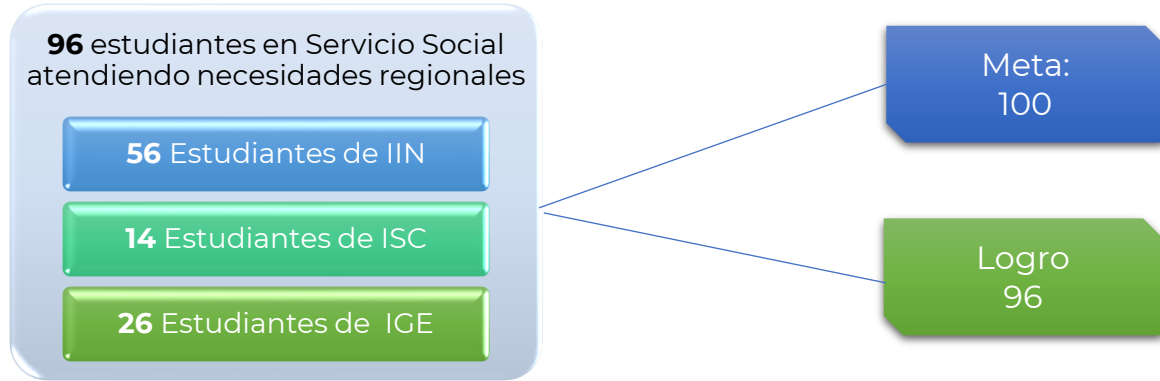 96 estudiantes en Servicio Social
atendiendo necesidades regionales
56 Estudiantes de IIN
14 Estudiantes de ISC
26 Estudiantes de  IGE
Meta:
100
Logro
96